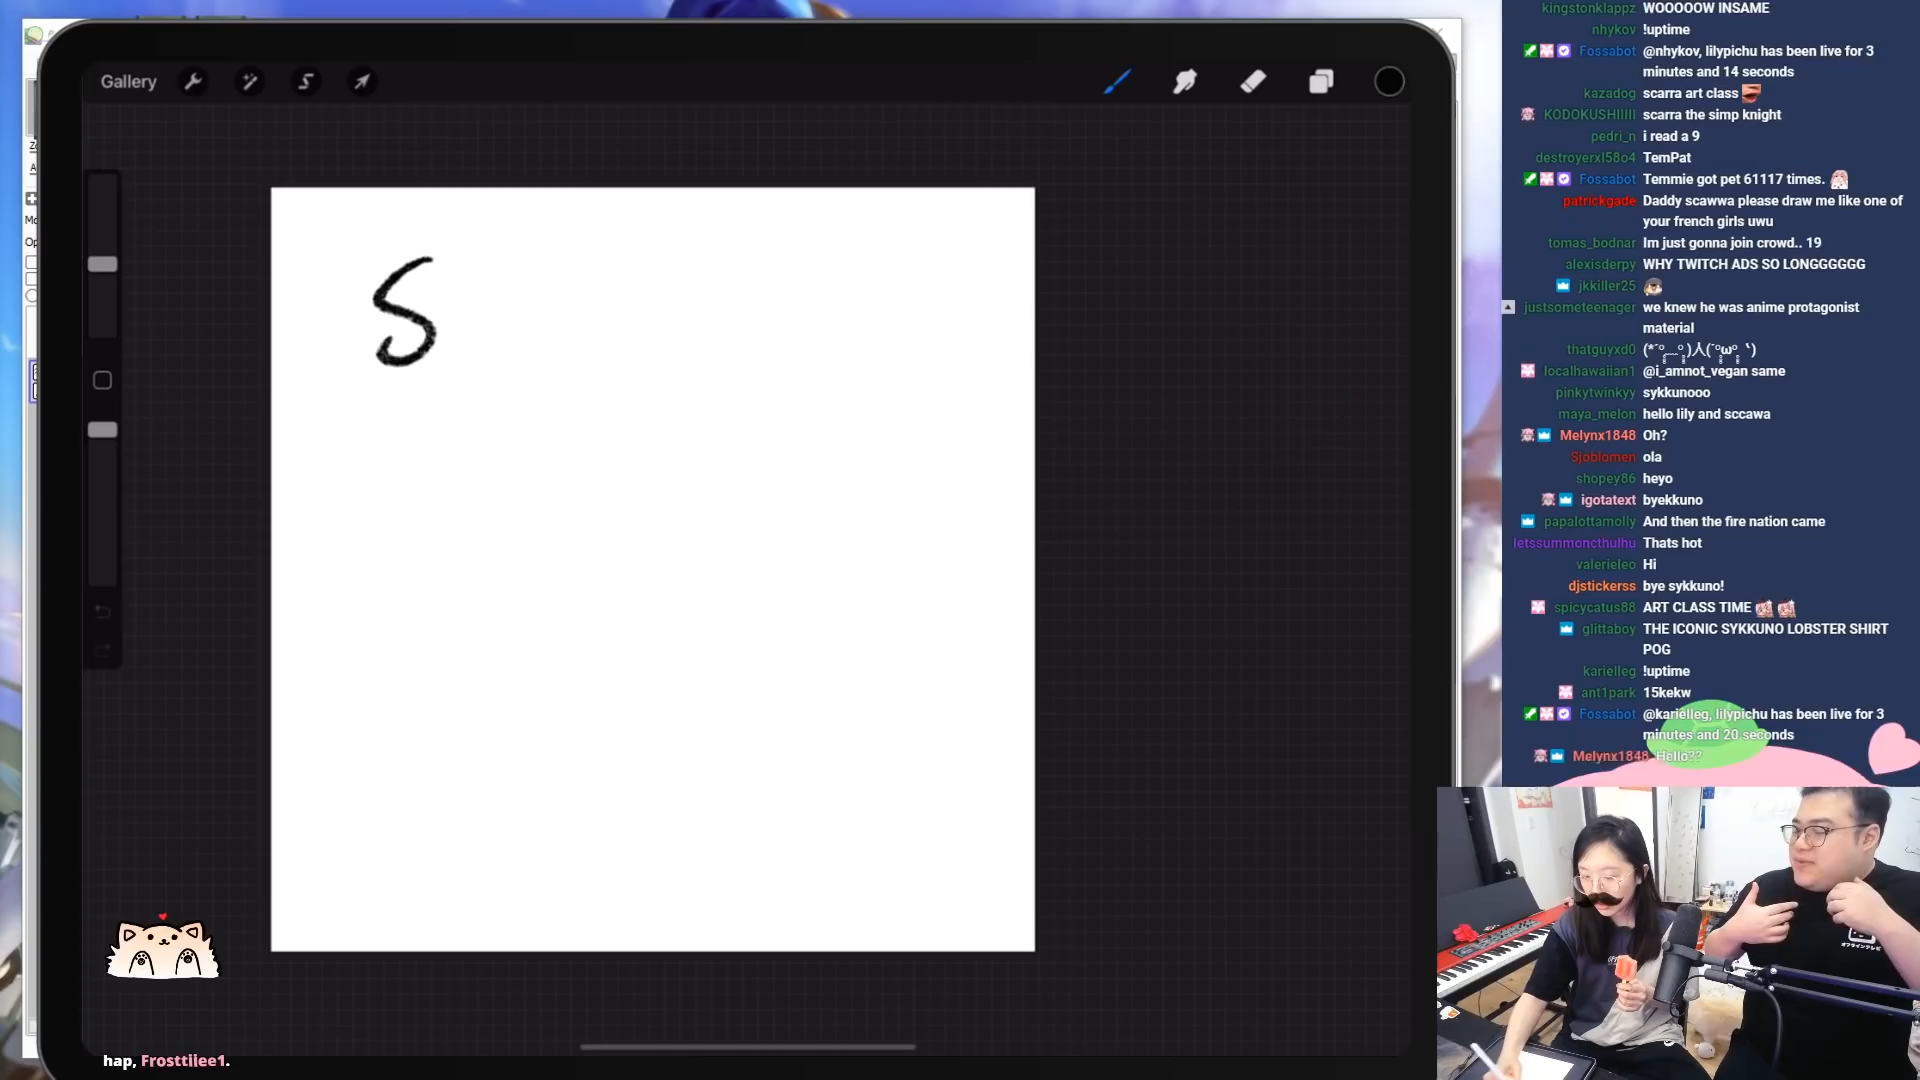 Gallery
S
kingstonklappz WOOOOOW INSAME
nhykov !uptime
Fossabot @nhykov, lilypichu has been live for 3
minutes and 14 seconds
kazadog scarra art class
KODOKUSHIIIII scarra the simp knight
pedri_n i read a 9
destroyerxl58o4 TemPat
Fossabot Temmie got pet 61117 times.
patrickgade Daddy scawwa please draw me like one of
your french girls uwu
tomas_bodnar Im just gonna join crowd.. 19
alexisderpy WHY TWITCH ADS SO LONGGGGGG
jkkiller25
justsometeenager we knew he was anime protagonist
material
thatguyxd0
localhawaiian1 @i_amnot_vegan same
pinkytwinkyy sykkunooo
maya_melon hello lily and sccawa
Melynx1848 Oh?
Sjoblomen ola
shopey86 heyo
igotatext byekkuno
papalottamolly And then the fire nation came
letssummoncthulhu Thats hot
valerieleo Hi
djstickerss bye sykkuno!
spicycatus88 ART CLASS TIME
glittaboy THE ICONIC SYKKUNO LOBSTER SHIRT
POG
karielleg !uptime
ant1park 15kekw
Fossabot @karielleg, lilypichu has been live for 3
minutes and 20 seconds
Melynx1848 Hello??
hap, Frosttilee1.